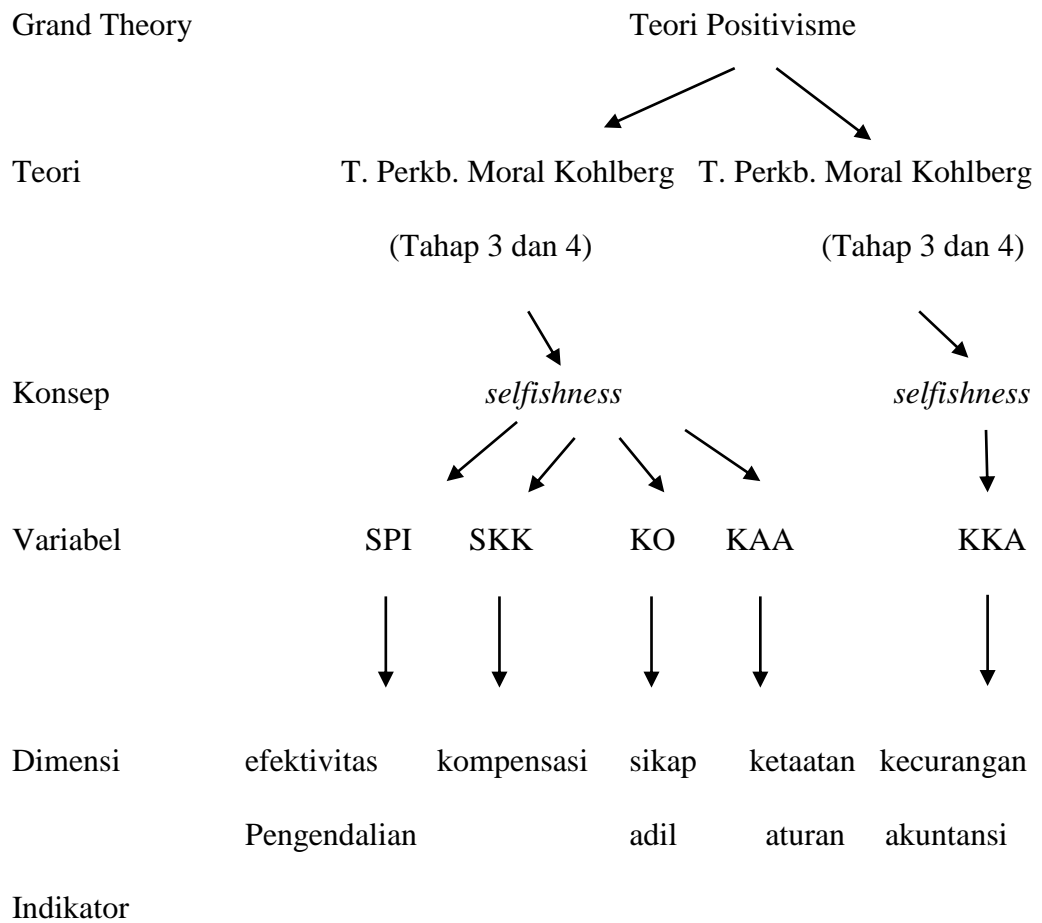 Grand Theory Teori Positivisme
Teori T. Perkb. Moral Kohlberg T. Perkb. Moral Kohlberg
(Tahap 3 dan 4) (Tahap 3 dan 4)
Konsep selfishness selfishness
Variabel SPI SKK KO KAA KKA
Dimensi efektivitas kompensasi sikap ketaatan kecurangan
Pengendalian adil aturan akuntansi
Indikator